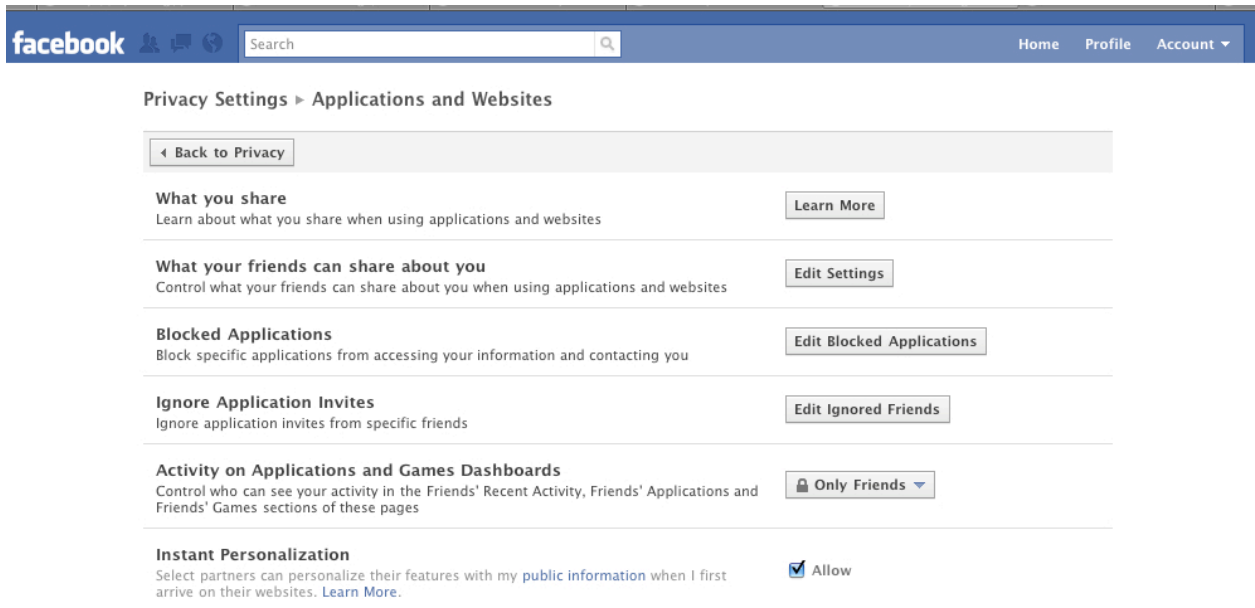 facebook
Search
Home Profile Account
Privacy Settings ▸ Applications and Websites
Back to Privacy
What you share
Learn about what you share when using applications and websites
Learn More
What your friends can share about you
Control what your friends can share about you when using applications and websites
Edit Settings
Blocked Applications
Block specific applications from accessing your information and contacting you
Edit Blocked Applications
Ignore Application Invites
Ignore application invites from specific friends
Edit Ignored Friends
Activity on Applications and Games Dashboards
Control who can see your activity in the Friends' Recent Activity, Friends' Applications and
Friends' Games sections of these pages
Only Friends
Instant Personalization
Select partners can personalize their features with my public information when I first
arrive on their websites. Learn More.
Allow